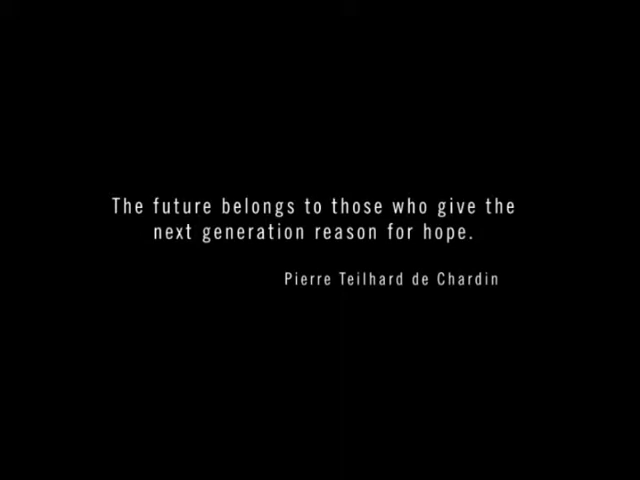 The future belongs to those who give the
next generation reason for hope.
Pierre Teilhard de Chardin